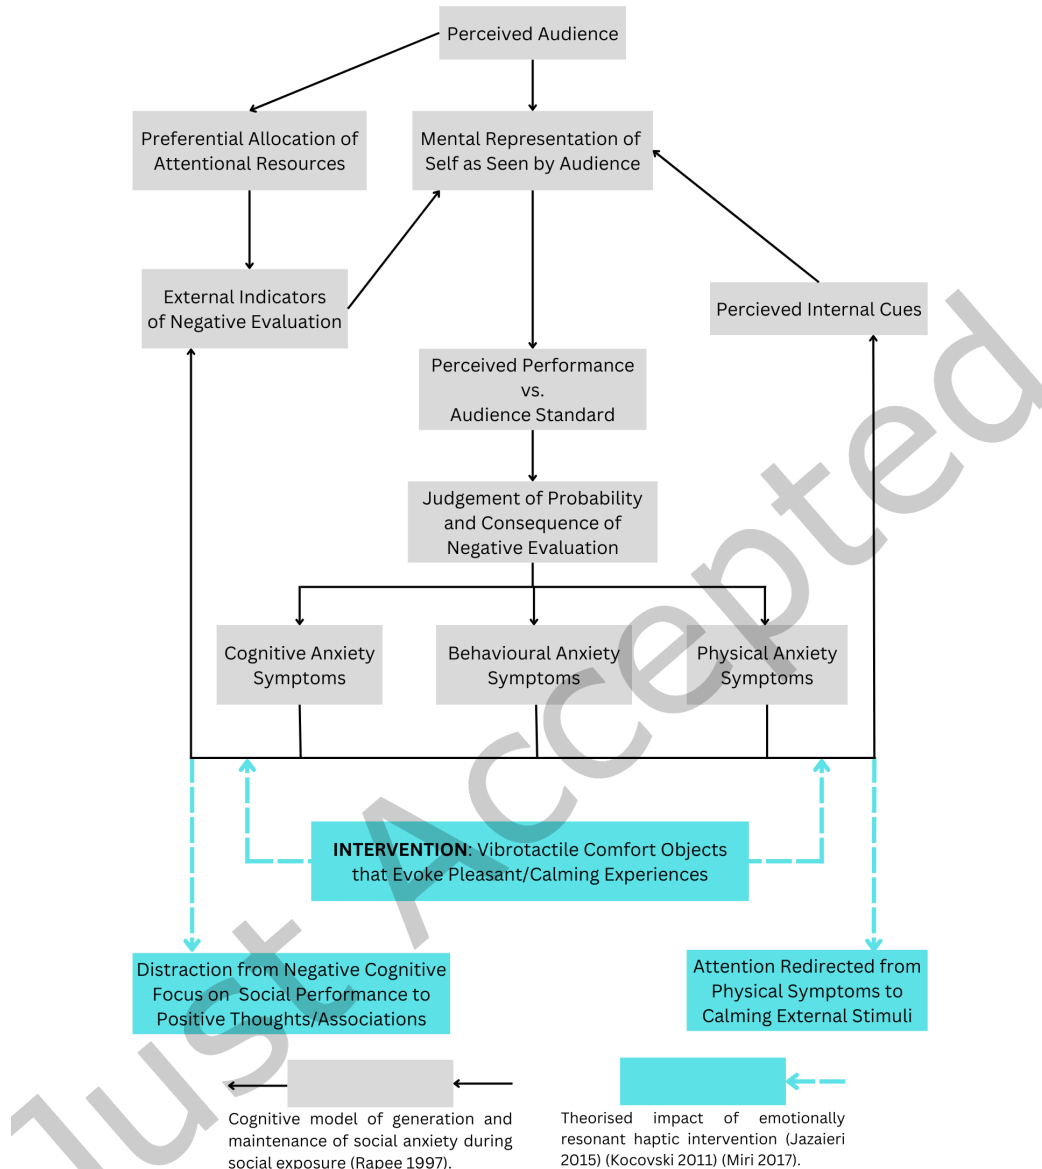 Perceived Audience
Preferential Allocation of
Attentional Resources
Mental Representation of
Self as Seen by Audience
External Indicators
of Negative Evaluation
Percieved Internal Cues
Perceived Performance
vs.
Audience Standard
Judgement of Probability
and Consequence of
Negative Evaluation
Cognitive Anxiety
Symptoms
Behavioural Anxiety
Symptoms
Physical Anxiety
Symptoms
INTERVENTION: Vibrotactile Comfort Objects
that Evoke Pleasant/Calming Experiences
Distraction from Negative Cognitive
Focus on Social Performance to
Positive Thoughts/Associations
Attention Redirected from
Physical Symptoms to
Calming External Stimuli
Cognitive model of generation and
maintenance of social anxiety during
social exposure (Rapee 1997).
Theorised impact of emotionally
resonant haptic intervention (Jazaieri
2015) (Kocovski 2011) (Miri 2017).
Just Accepted